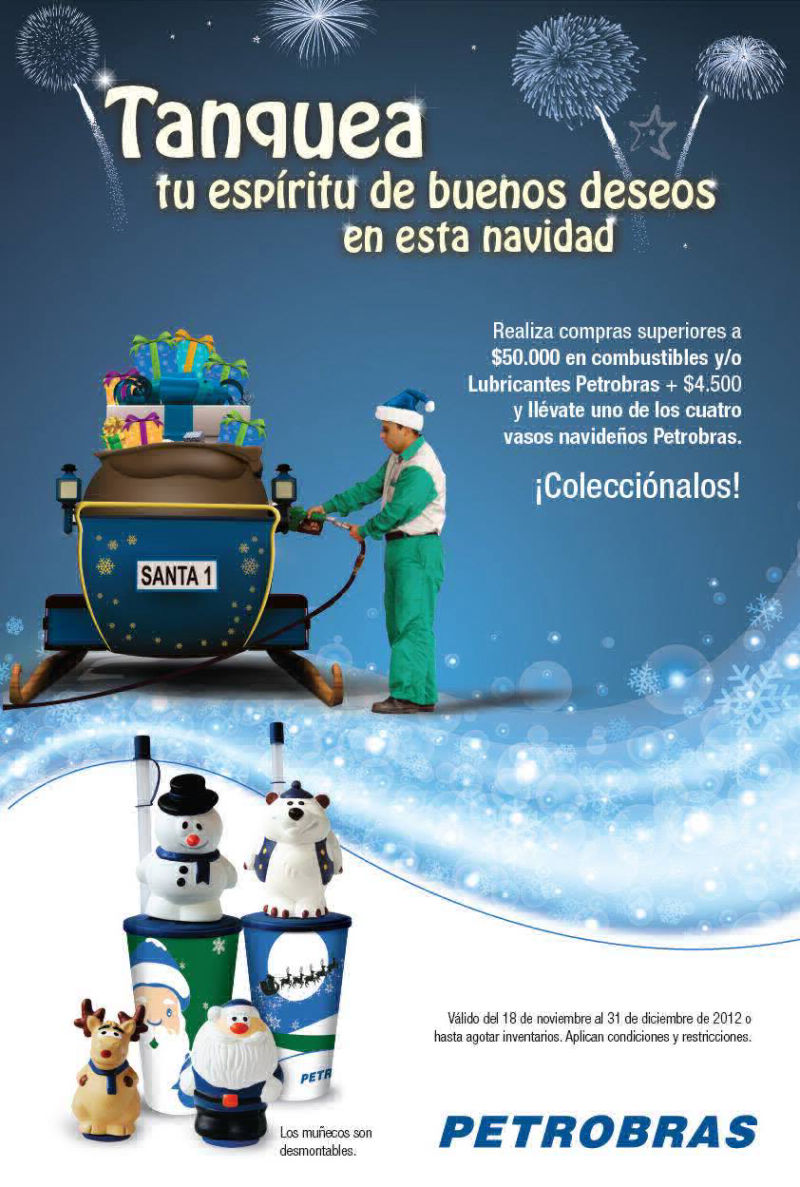 Tanquea
tu espíritu de buenos deseos
en esta navidad
Realiza compras superiores a
$50.000 en combustibles y/o
Lubricantes Petrobras + $4.500
y llévate uno de los cuatro
vasos navideños Petrobras.
¡Colecciónalos!
SANTA 1
PETR
Válido del 18 de noviembre al 31 de diciembre de 2012 o
hasta agotar inventarios. Aplican condiciones y restricciones.
Los muñecos son
desmontables.
PETROBRAS